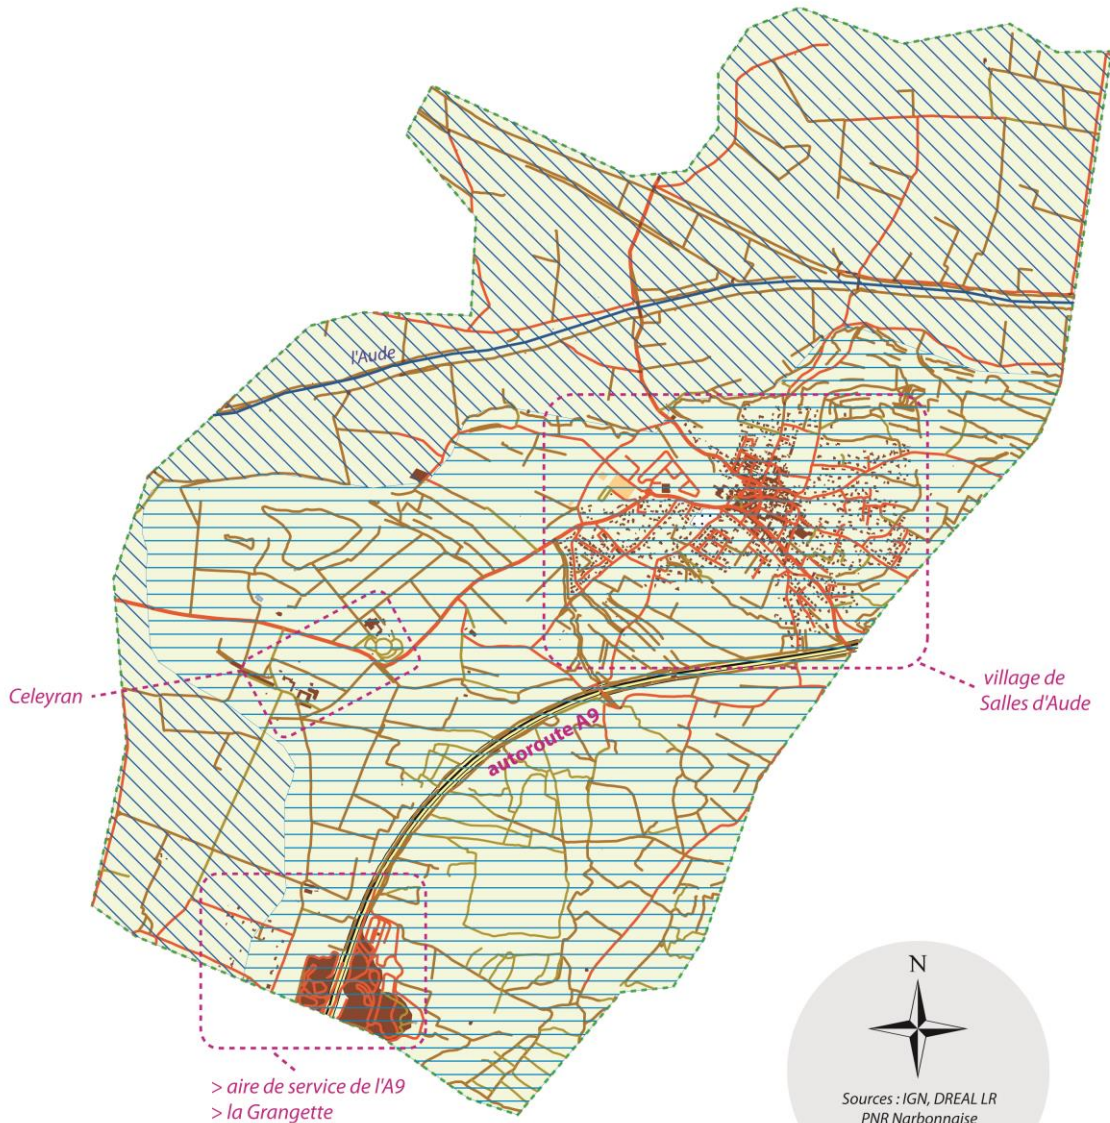 l'Aude
Celeyran
autoroute A9
village de
Salles d'Aude
> aire de service de l'A9
> la Grangette
N
Sources : IGN, DREAL LR
PNR Narbonnaise